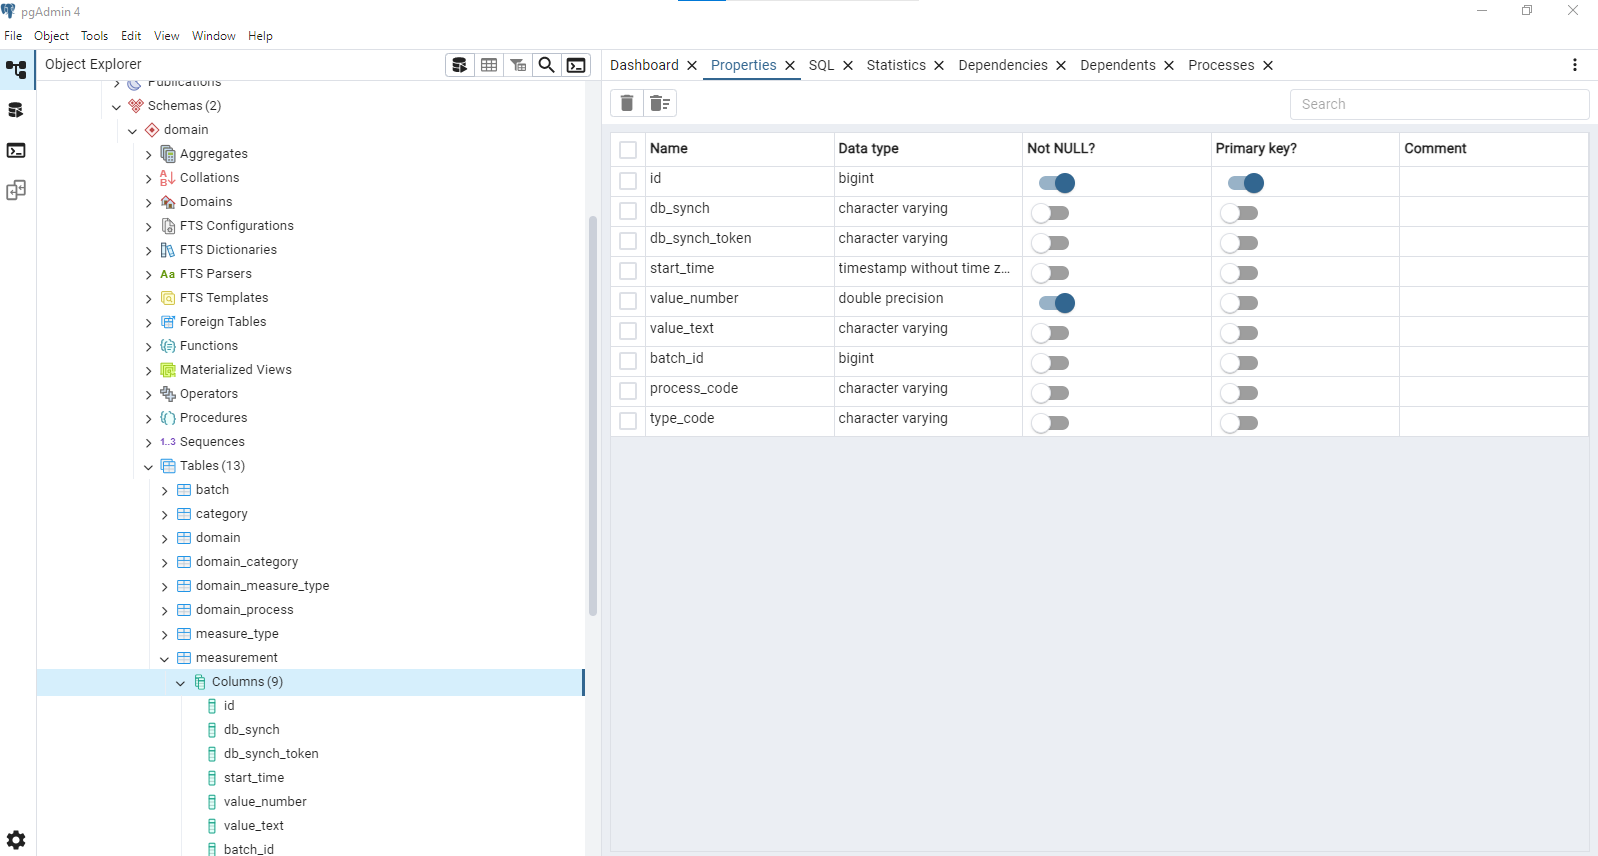 pgAdmin 4
File Object Tools Edit View Window Help
Object Explorer
Publications
Schemas (2)
domain
Aggregates
Collations
Domains
FTS Configurations
FTS Dictionaries
Aa FTS Parsers
FTS Templates
Foreign Tables
Functions
Materialized Views
Operators
Procedures
1..3 Sequences
Tables (13)
batch
category
domain
domain_category
domain_measure_type
domain_process
measure_type
measurement
Columns (9)
id
db_synch
db_synch_token
start_time
value_number
value_text
batch_id
Dashboard Properties SQL Statistics Dependencies Dependents Processes
Search
Name Data type Not NULL? Primary key? Comment
id bigint
db_synch character varying
db_synch_token character varying
start_time timestamp without time z...
value_number double precision
value_text character varying
batch_id bigint
process_code character varying
type_code character varying